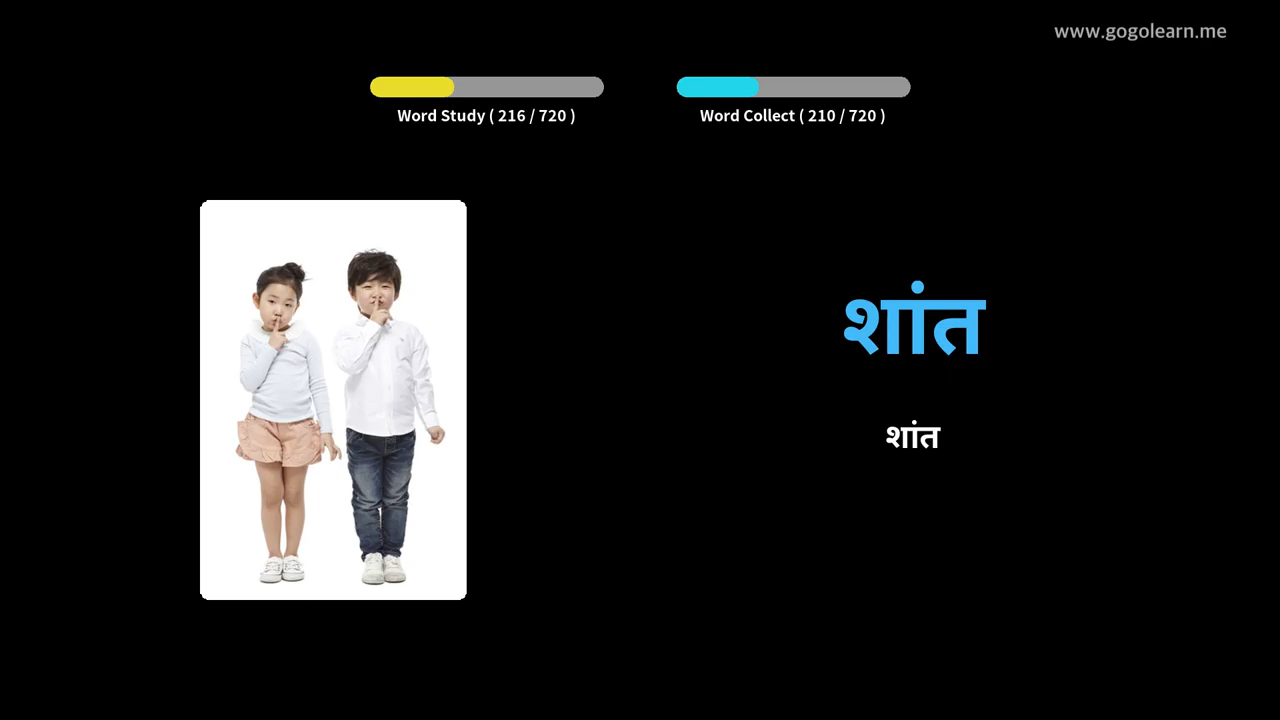 www.gogolearn.me
Word Study ( 216 / 720 )
Word Collect ( 210 / 720 )
शांत
शांत